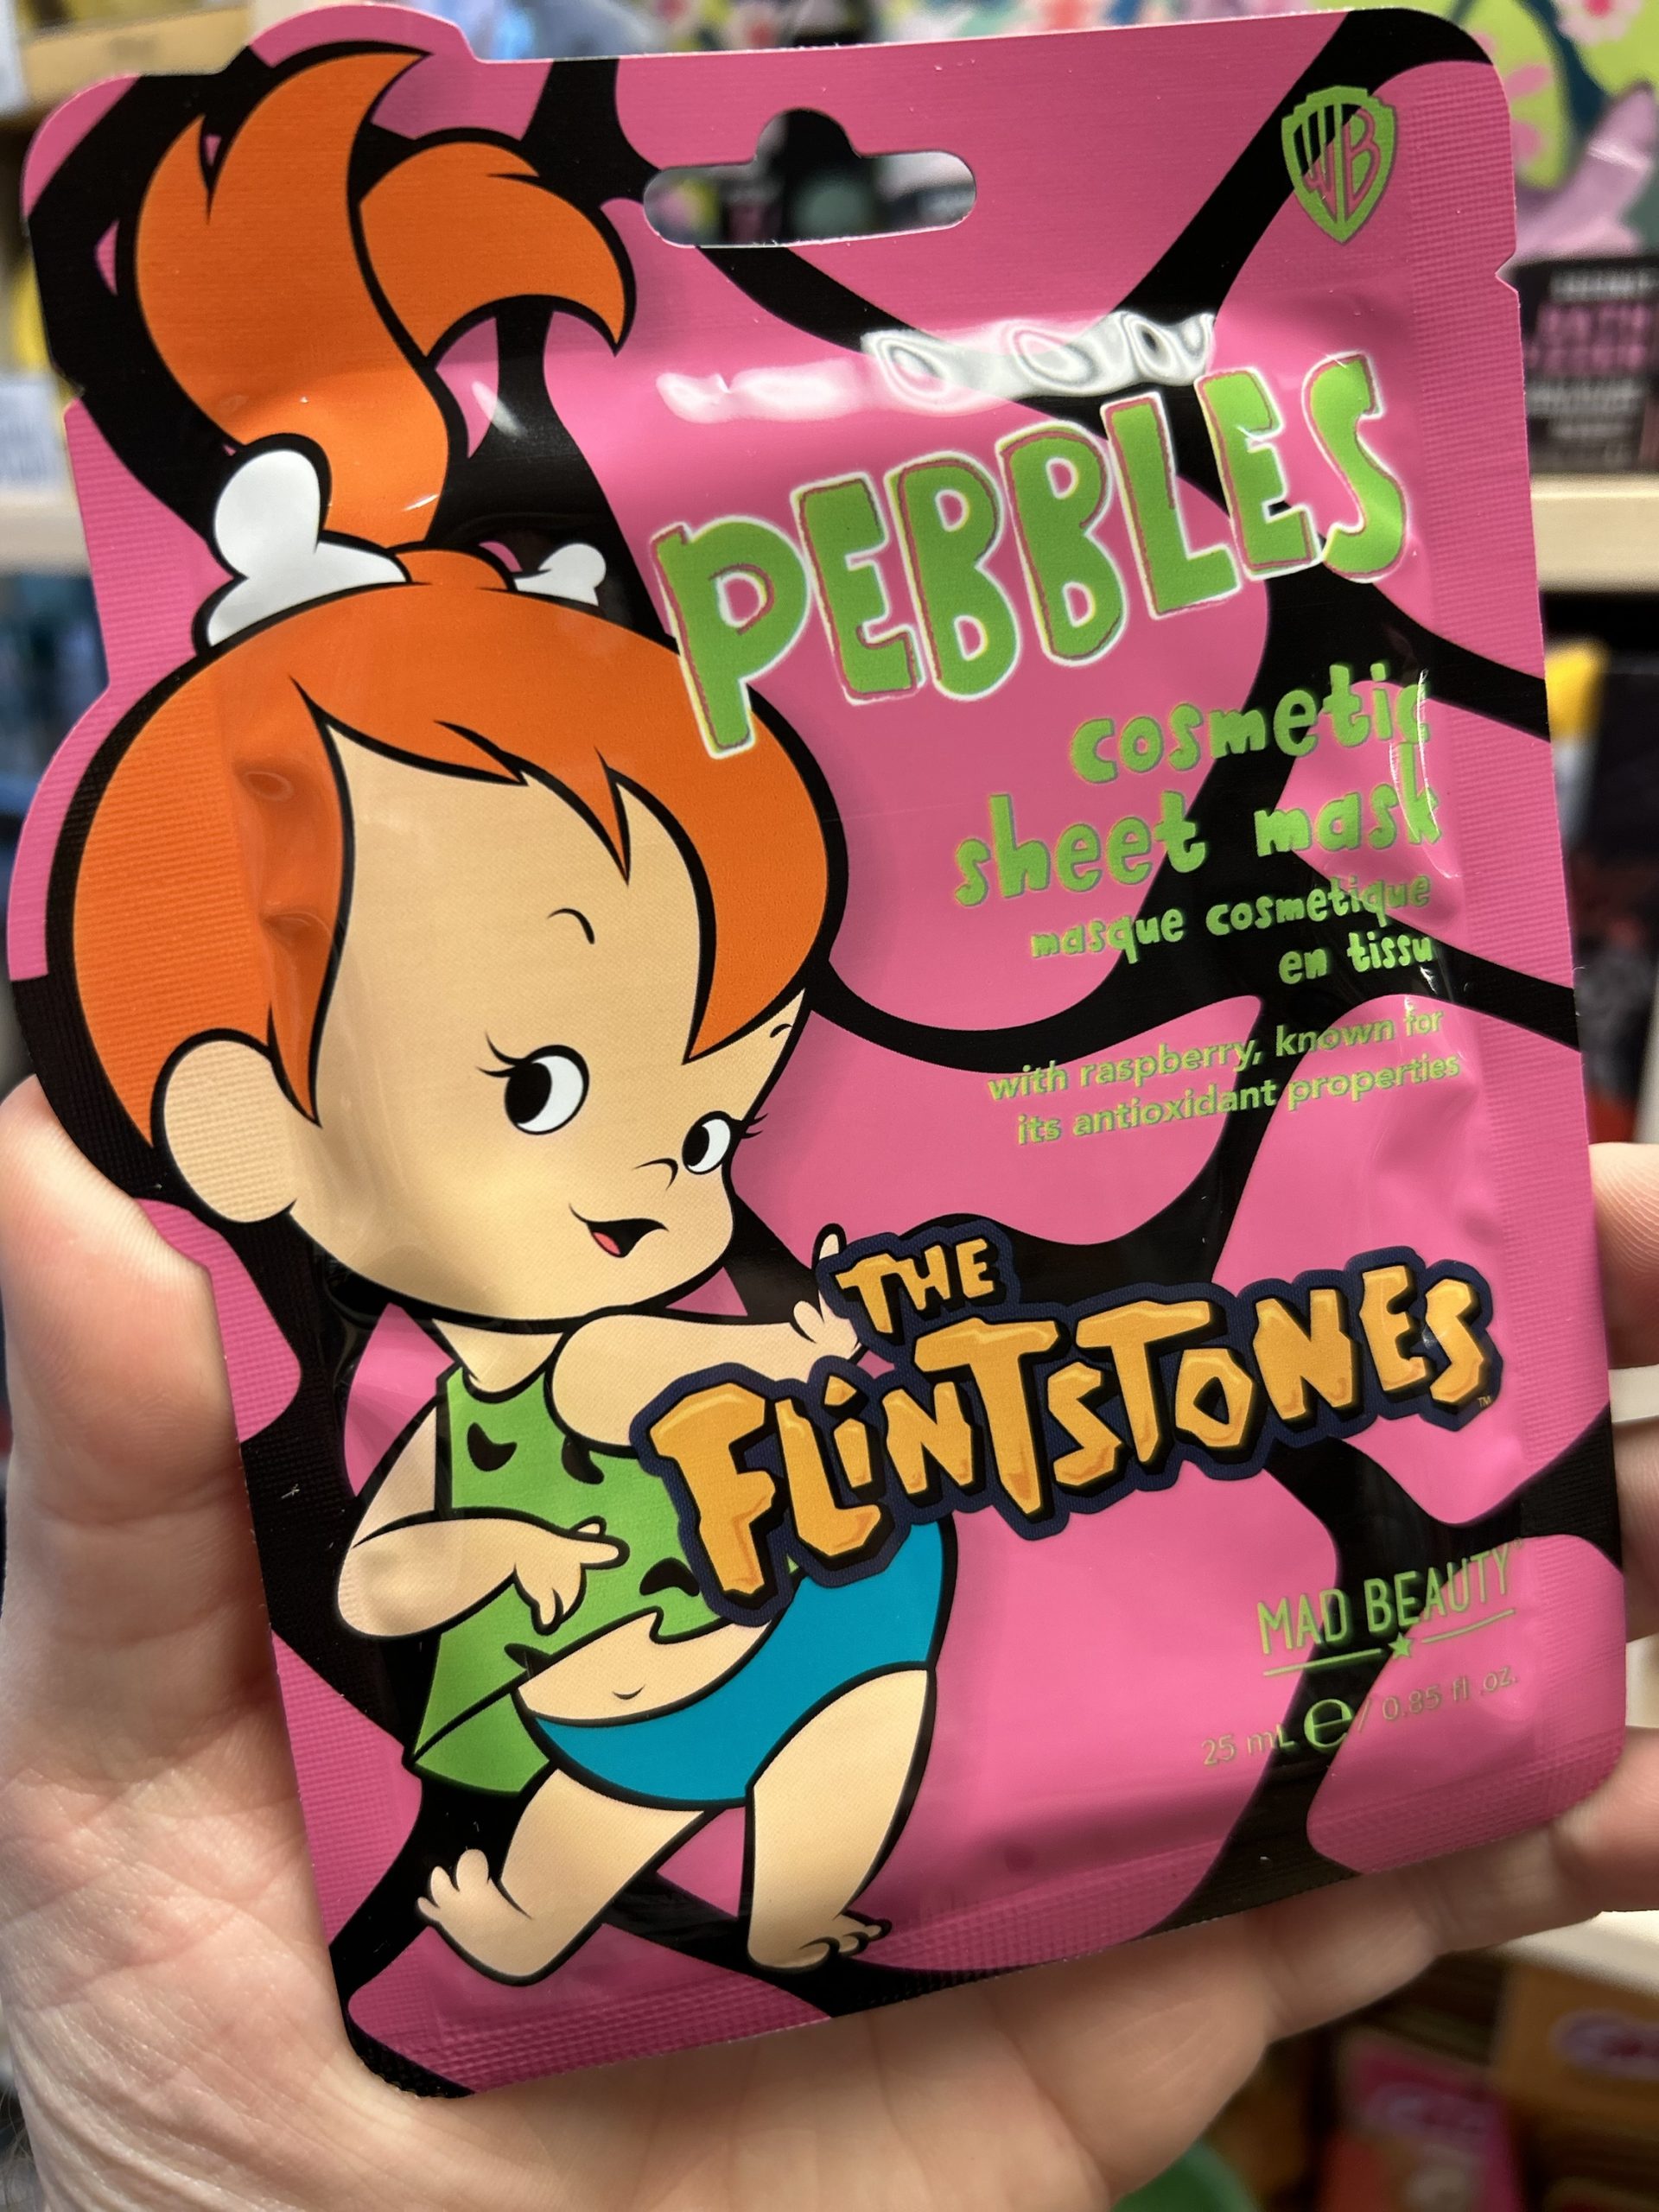 WB
PEBBLES
cosmetic
sheet mask
masque cosmetique
en tissu
with raspberry, known for
its antioxidant properties
THE
FLINTSTONES™
MAD BEAUTY
25 mL ℮ / 0.85 fl .oz.